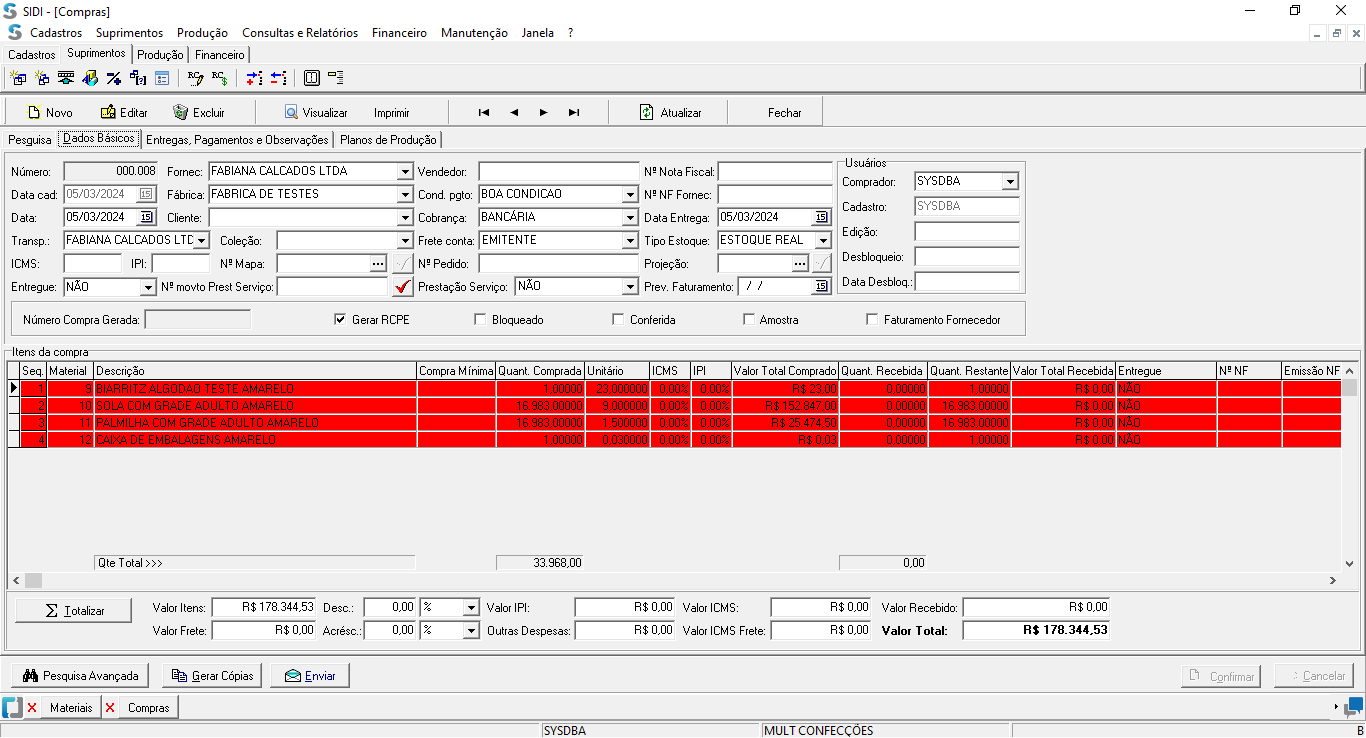 SIDI - [Compras]
Cadastros Suprimentos Produção Consultas e Relatórios Financeiro Manutenção Janela ?
Cadastros Suprimentos Produção Financeiro
Novo Editar Excluir Visualizar Imprimir Atualizar Fechar
Pesquisa Dados Básicos Entregas, Pagamentos e Observações Planos de Produção
Usuários
Número: 000.008 Fornec: FABIANA CALCADOS LTDA Vendedor: Nº Nota Fiscal: Comprador: SYSDBA
Data cad: 05/03/2024 15 Fábrica: FABRICA DE TESTES Cond. pgto: BOA CONDICAO Nº NF Fornec: Cadastro: SYSDBA
Data: 05/03/2024 15 Cliente: Cobrança: BANCÁRIA Data Entrega: 05/03/2024 15 Edição:
Transp.: FABIANA CALCADOS LTC Coleção: Frete conta: EMITENTE Tipo Estoque: ESTOQUE REAL Desbloqueio:
ICMS: IPI: Nº Mapa: ... Nº Pedido: Projeção: ... Data Desbloq.:
Entregue: NÃO Nº movto Prest Serviço: Prestação Serviço: NÃO Prev. Faturamento: / / 15
Número Compra Gerada: Gerar RCPE Bloqueado Conferida Amostra Faturamento Fornecedor
Itens da compra
Seq. Material Descrição Compra Mínima Quant. Comprada Unitário ICMS IPI Valor Total Comprado Quant. Recebida Quant. Restante Valor Total Recebida Entregue Nº NF Emissão NF
1 9 BIARRITZ ALGODAO TESTE AMARELO 1,00000 23,000000 0,00% 0,00% R$ 23,00 0,00000 1,00000 R$ 0,00 NÃO
2 10 SOLA COM GRADE ADULTO AMARELO 16.983,00000 9,000000 0,00% 0,00% R$ 152.847,00 0,00000 16.983,00000 R$ 0,00 NÃO
3 11 PALMILHA COM GRADE ADULTO AMARELO 16.983,00000 1,500000 0,00% 0,00% R$ 25.474,50 0,00000 16.983,00000 R$ 0,00 NÃO
4 12 CAIXA DE EMBALAGENS AMARELO 1,00000 0,030000 0,00% 0,00% R$ 0,03 0,00000 1,00000 R$ 0,00 NÃO
Qte Total >>> 33.968,00 0,00
Σ Totalizar Valor Itens: R$ 178.344,53 Desc.: 0,00 % Valor IPI: R$ 0,00 Valor ICMS: R$ 0,00 Valor Recebido: R$ 0,00
Valor Frete: R$ 0,00 Acrésc.: 0,00 % Outras Despesas: R$ 0,00 Valor ICMS Frete: R$ 0,00 Valor Total: R$ 178.344,53
Pesquisa Avançada Gerar Cópias Enviar Confirmar Cancelar
Materiais Compras
SYSDBA MULT CONFECÇÕES B